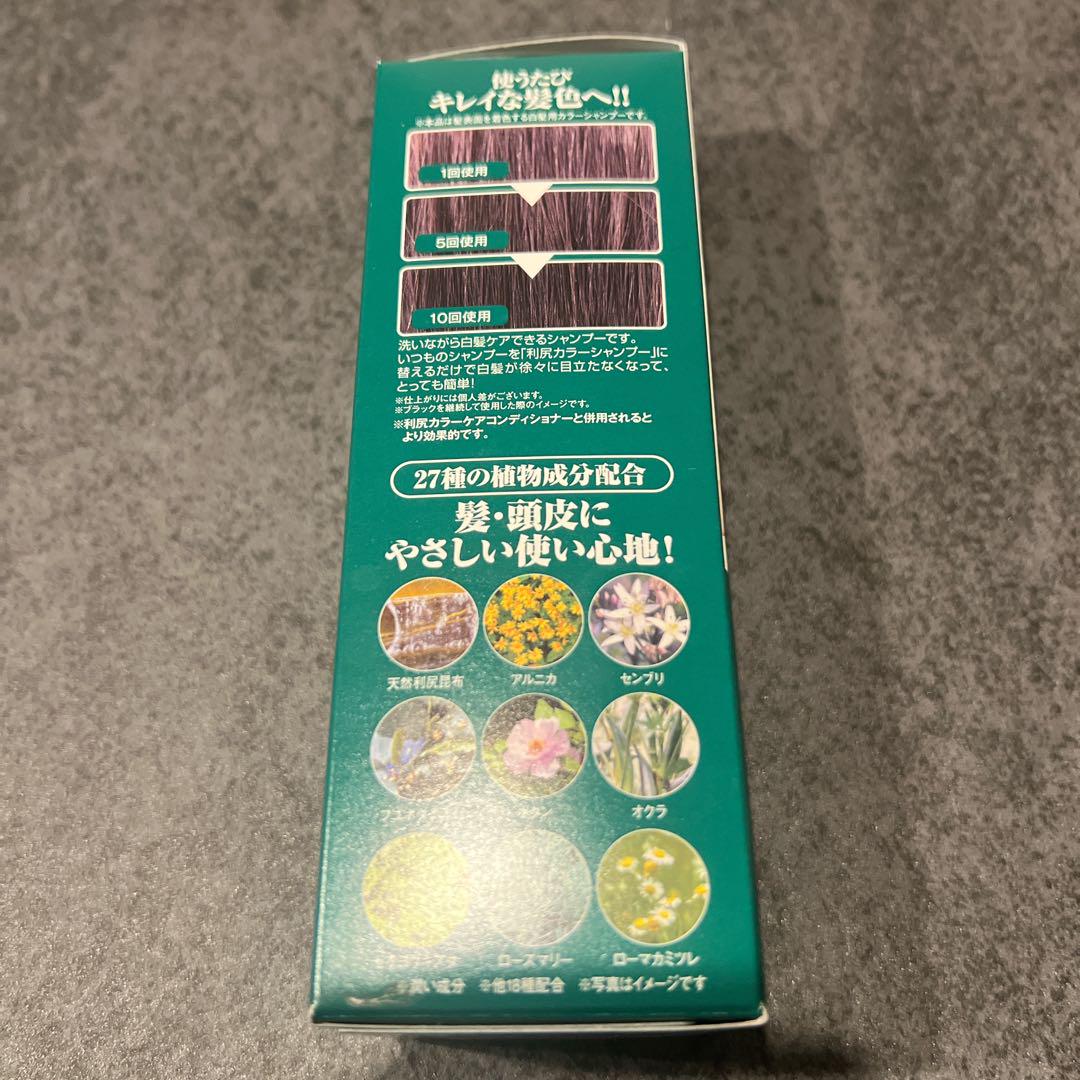 使うたび
キレイな髪色へ!!
※本品は髪表面を着色する白髪用カラーシャンプーです。
1回使用
5回使用
10回使用
洗いながら白髪ケアできるシャンプーです。
いつものシャンプーを「利尻カラーシャンプー」に
替えるだけで白髪が徐々に目立たなくなって、
とっても簡単!
※仕上がりには個人差がございます。
※ブラックを継続して使用した際のイメージです。
※利尻カラーケアコンディショナーと併用されると
より効果的です。
27種の植物成分配合
髪・頭皮に
やさしい使い心地!
天然利尻昆布 アルニカ センブリ
オクラ
ローズマリー ローマカミツレ
潤い成分 ※他18種配合 ※写真はイメージです